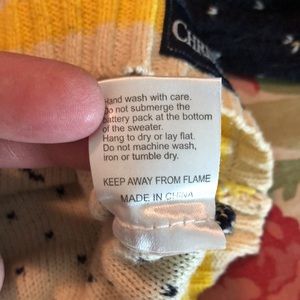 CHRIS
Hand wash with care.
Do not submerge the
battery pack at the bottom
of the sweater.
Hang to dry or lay flat.
Do not machine wash,
iron or tumble dry.
KEEP AWAY FROM FLAME
MADE IN CHINA